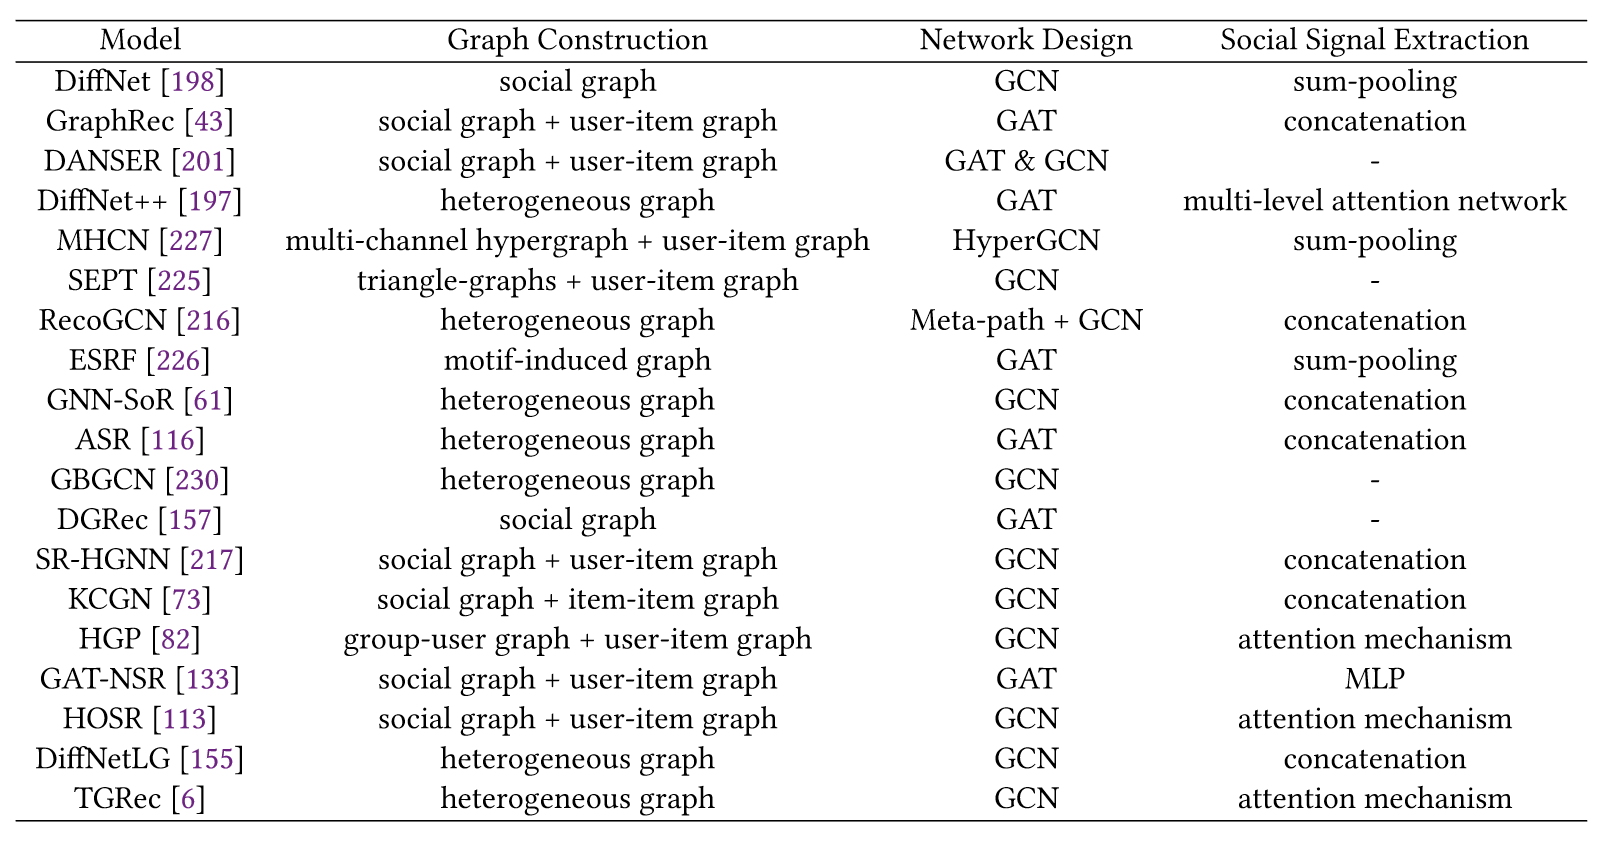 Model Graph Construction Network Design Social Signal Extraction
DiffNet [198] social graph GCN sum-pooling
GraphRec [43] social graph + user-item graph GAT concatenation
DANSER [201] social graph + user-item graph GAT & GCN -
DiffNet++ [197] heterogeneous graph GAT multi-level attention network
MHCN [227] multi-channel hypergraph + user-item graph HyperGCN sum-pooling
SEPT [225] triangle-graphs + user-item graph GCN -
RecoGCN [216] heterogeneous graph Meta-path + GCN concatenation
ESRF [226] motif-induced graph GAT sum-pooling
GNN-SoR [61] heterogeneous graph GCN concatenation
ASR [116] heterogeneous graph GAT concatenation
GBGCN [230] heterogeneous graph GCN -
DGRec [157] social graph GAT -
SR-HGNN [217] social graph + user-item graph GCN concatenation
KCGN [73] social graph + item-item graph GCN concatenation
HGP [82] group-user graph + user-item graph GCN attention mechanism
GAT-NSR [133] social graph + user-item graph GAT MLP
HOSR [113] social graph + user-item graph GCN attention mechanism
DiffNetLG [155] heterogeneous graph GCN concatenation
TGRec [6] heterogeneous graph GCN attention mechanism